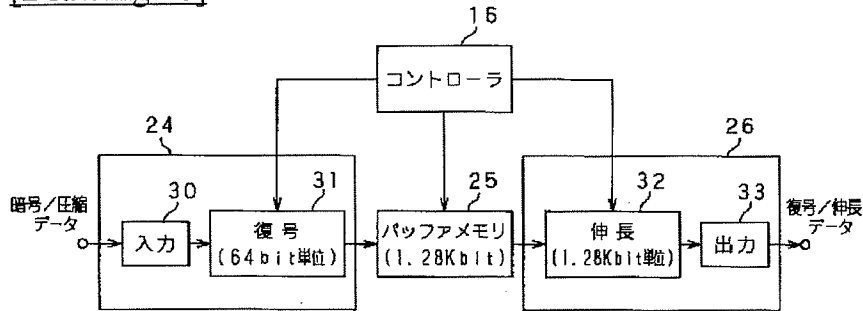 16
コントローラ
24
26
暗号/圧縮
データ
30
入力
31
復号
(64bit単位)
25
バッファメモリ
(1.28Kbit)
32
伸長
(1.28Kbit単位)
33
出力
復号/伸長
データ